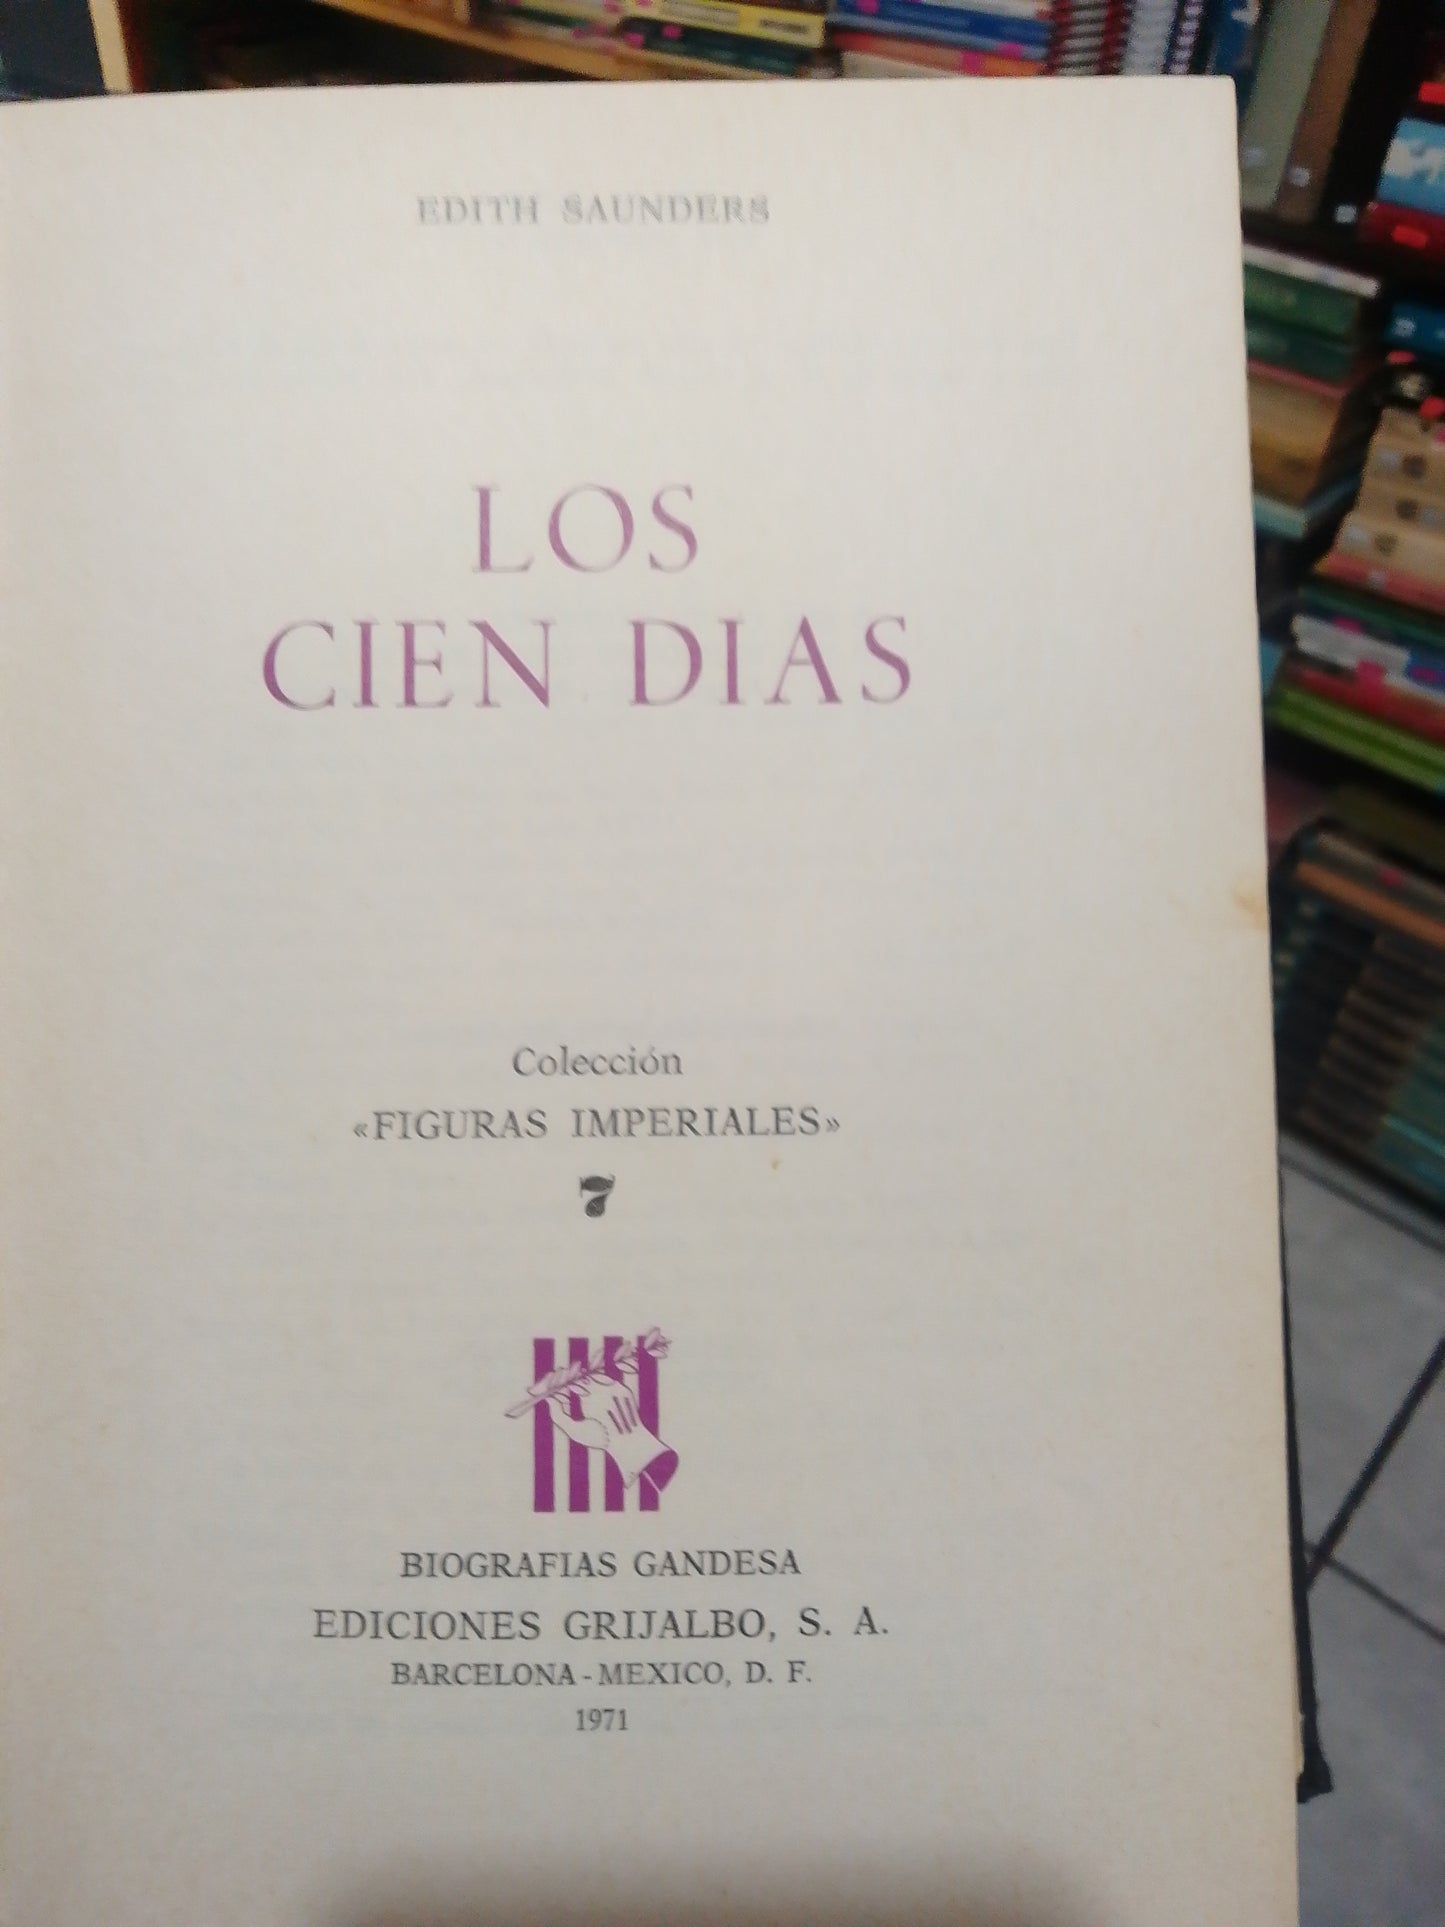 EDITH SAUNDERS
LOS
CIEN DIAS
Colección
«FIGURAS IMPERIALES»
7
BIOGRAFIAS GANDESA
EDICIONES GRIJALBO, S. A.
BARCELONA - MEXICO, D. F.
1971